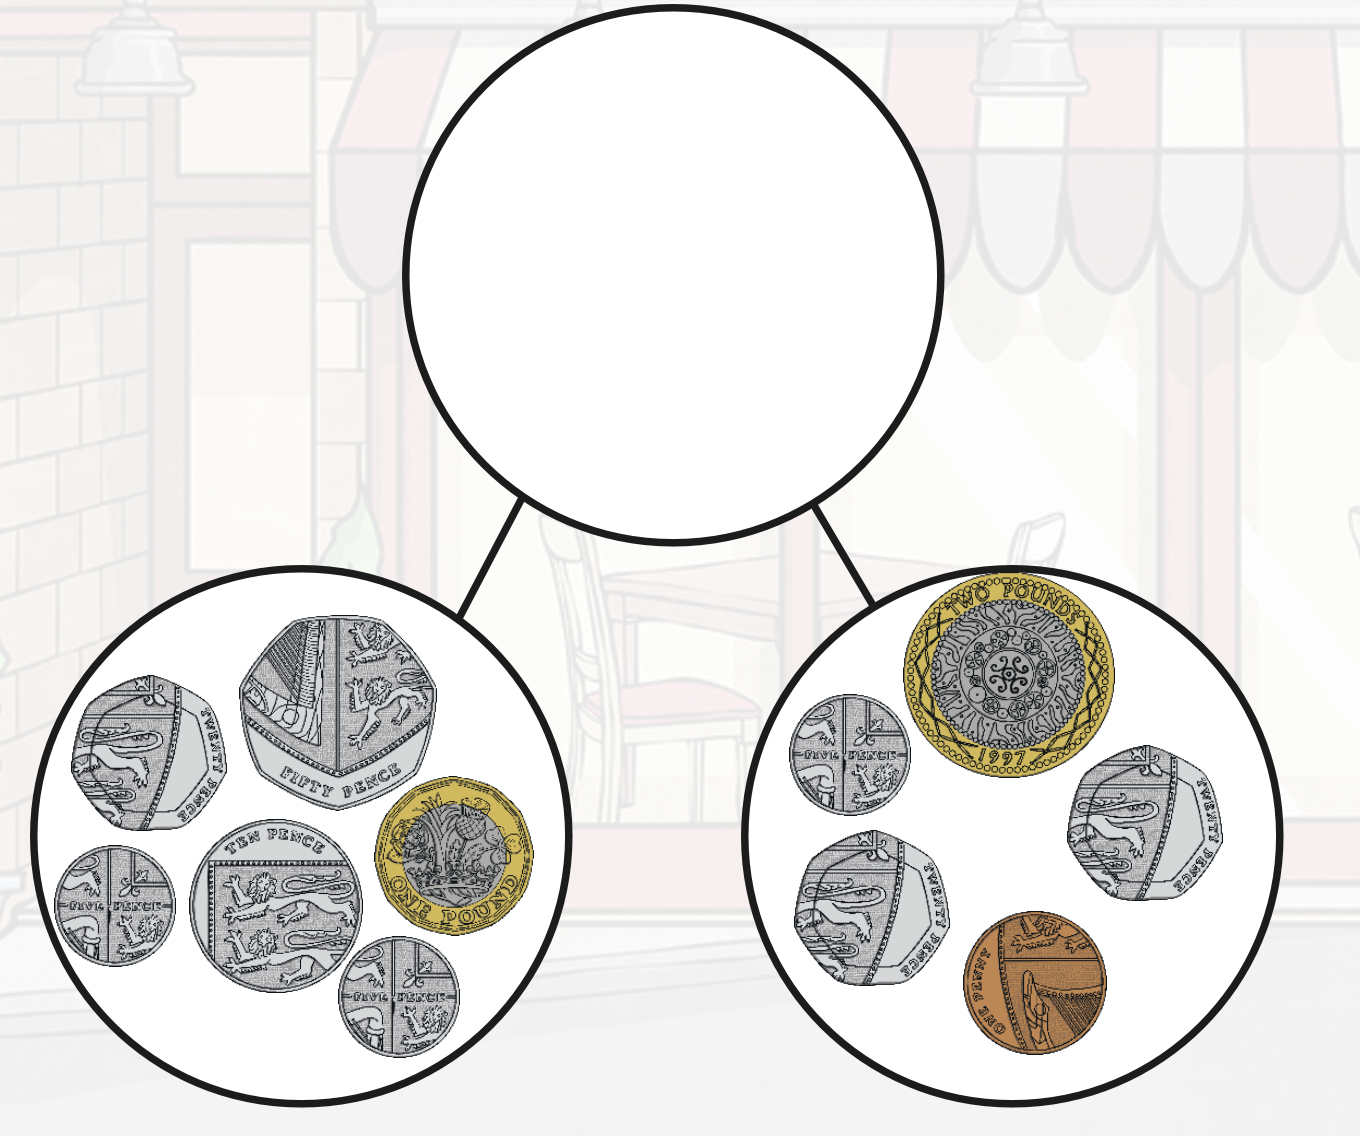 FIFTY PENCE
TWENTY PENCE
TEN PENCE
ONE POUND
FIVE PENCE
FIVE PENCE
TWO POUNDS
1997
FIVE PENCE
TWENTY PENCE
TWENTY PENCE
ONE PENNY